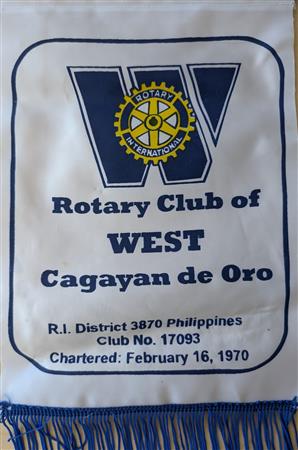 W
ROTARY
INTERNATIONAL
Rotary Club of
WEST
Cagayan de Oro
R.I. District 3870 Philippines
Club No. 17093
Chartered: February 16, 1970